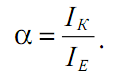 α = I_K / I_E .